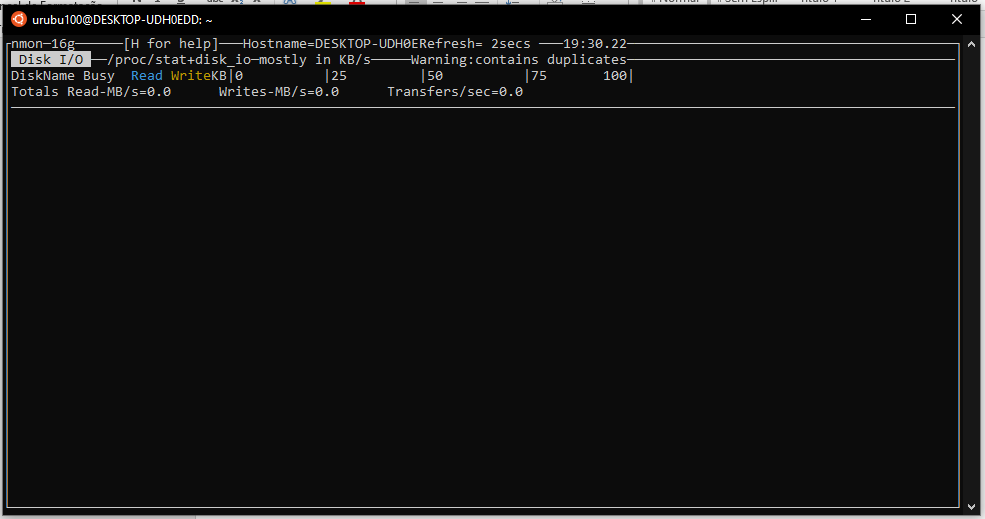 urubu100@DESKTOP-UDH0EDD: ~
nmon─16g──────[H for help]───Hostname=DESKTOP-UDH0ERefresh= 2secs ───19:30.22
Disk I/O ──/proc/stat+disk_io─mostly in KB/s─────Warning:contains duplicates
DiskName Busy  Read WriteKB|0          |25         |50          |75       100|
Totals Read-MB/s=0.0      Writes-MB/s=0.0      Transfers/sec=0.0